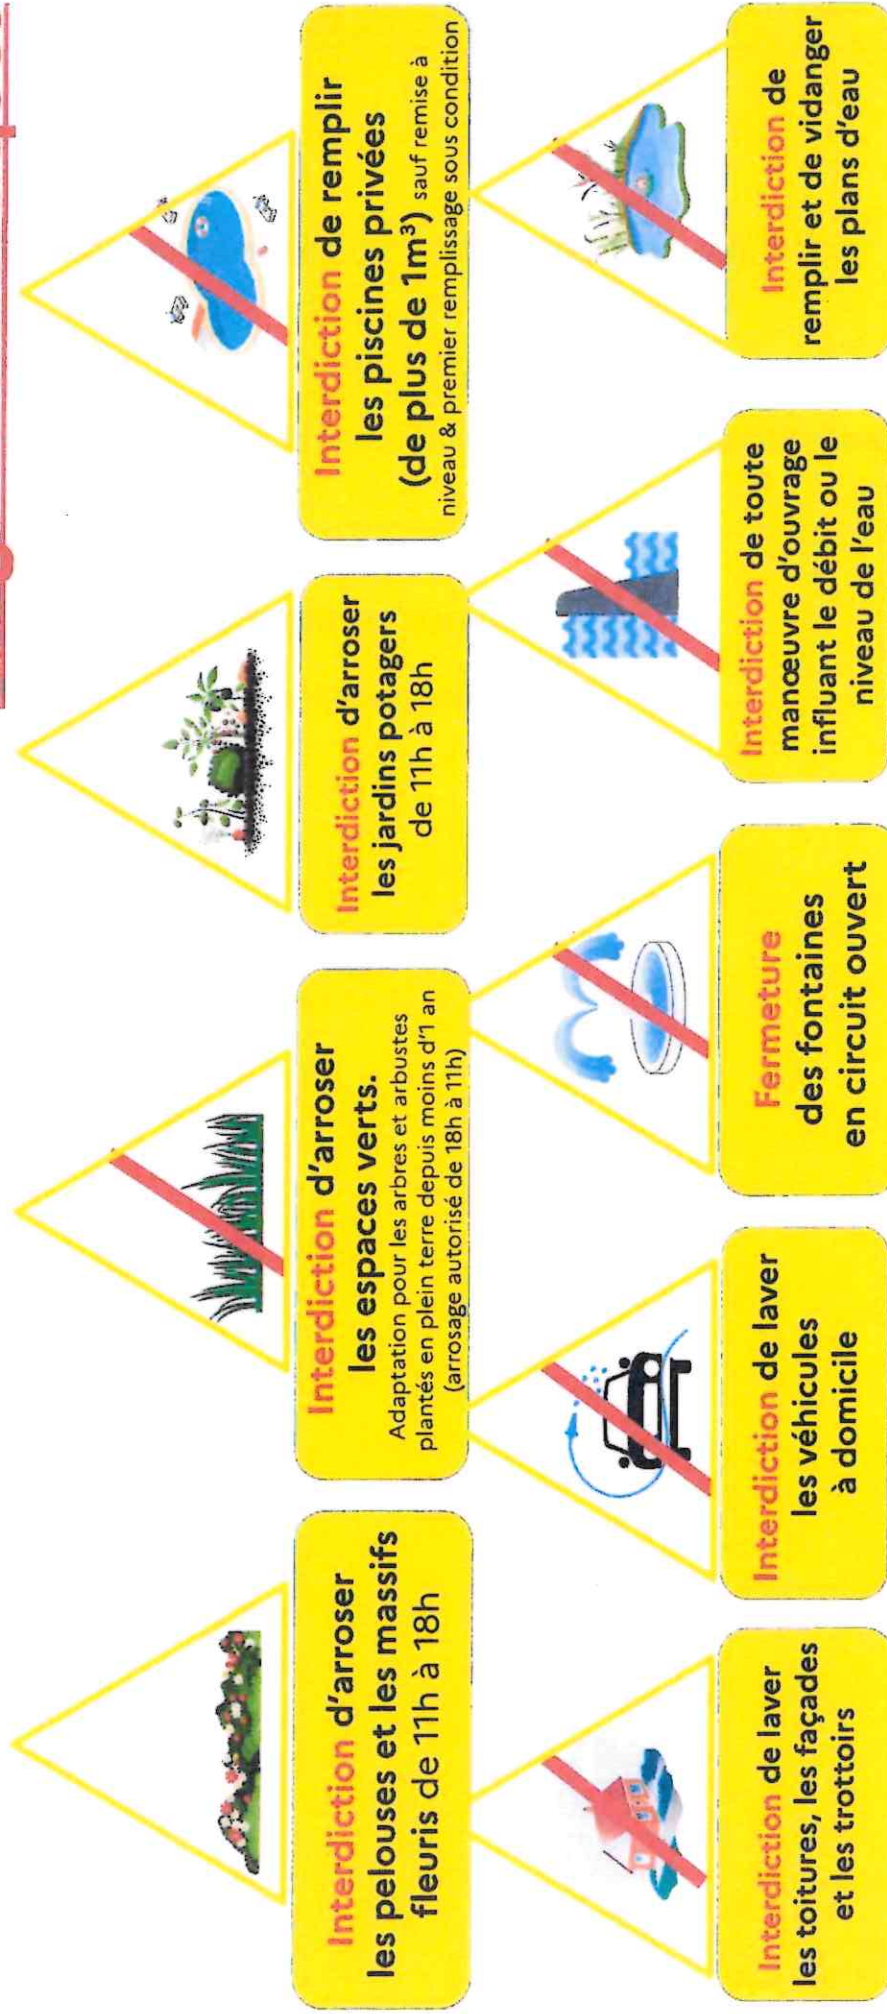 Interdiction d'arroser
les pelouses et les massifs
fleuris de 11h à 18h
Interdiction d'arroser
les espaces verts.
Adaptation pour les arbres et arbustes
plantés en plein terre depuis moins d'1 an
(arrosage autorisé de 18h à 11h)
Interdiction d'arroser
les jardins potagers
de 11h à 18h
Interdiction de remplir
les piscines privées
(de plus de 1m³) sauf remise à
niveau & premier remplissage sous condition
Interdiction de laver
les toitures, les façades
et les trottoirs
Interdiction de laver
les véhicules
à domicile
Fermeture
des fontaines
en circuit ouvert
Interdiction de toute
manœuvre d'ouvrage
influant le débit ou le
niveau de l'eau
Interdiction de
remplir et de vidanger
les plans d'eau